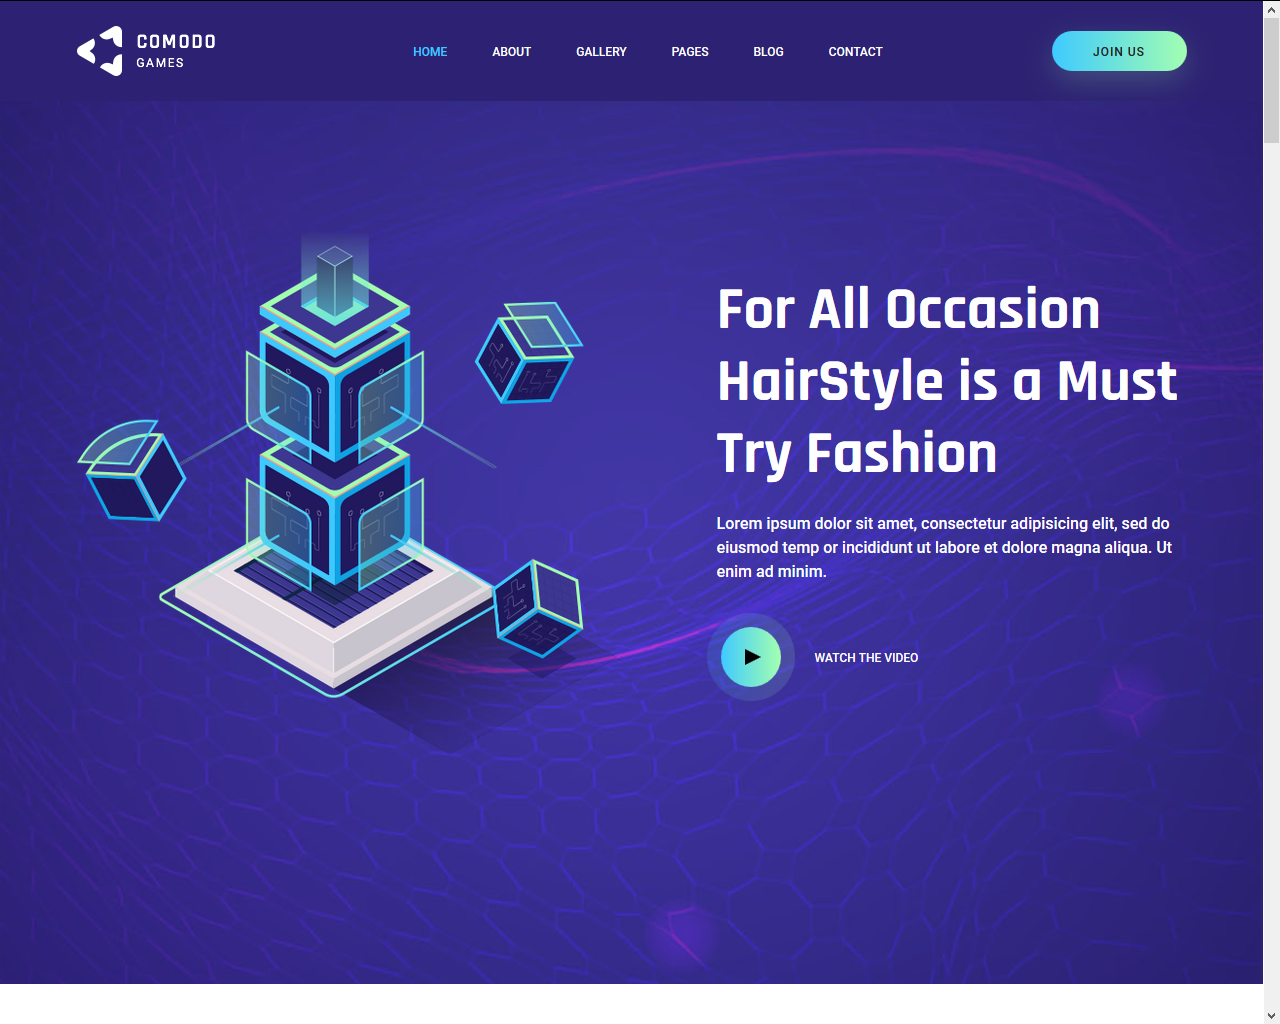 COMODO
GAMES
HOME ABOUT GALLERY PAGES BLOG CONTACT
JOIN US
For All Occasion
HairStyle is a Must
Try Fashion
Lorem ipsum dolor sit amet, consectetur adipisicing elit, sed do
eiusmod temp or incididunt ut labore et dolore magna aliqua. Ut
enim ad minim.
WATCH THE VIDEO